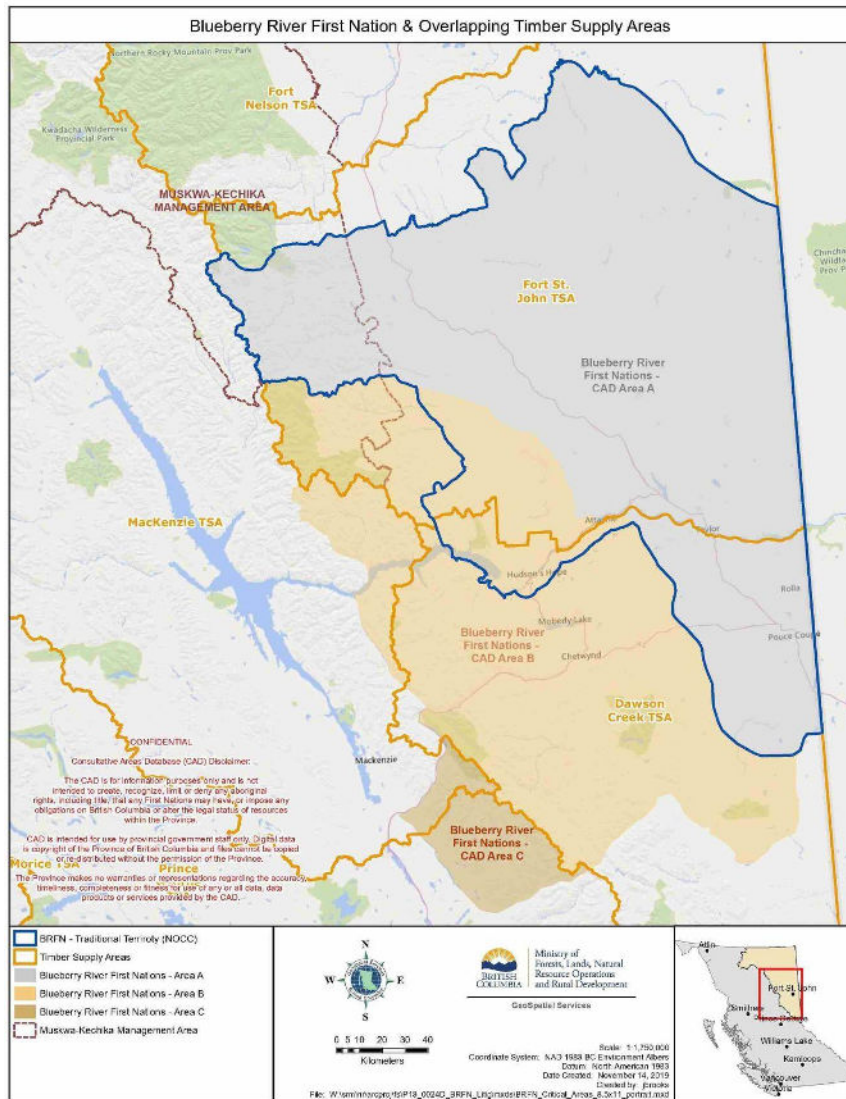 Blueberry River First Nation & Overlapping Timber Supply Areas
Northern Rocky Mountain Prov Park
Fort
Nelson TSA
Kwadacha Wilderness
Provincial Park
MUSKWA-KECHIKA
MANAGEMENT AREA
Fort St.
John TSA
Blueberry River
First Nations -
CAD Area A
MacKenzie TSA
Taylor
Hudson's Hope
Rolla
Moberly Lake
Pouce Coupe
Blueberry River
First Nations -
CAD Area B
Chetwynd
Dawson
Creek TSA
Mackenzie
Blueberry River
First Nations -
CAD Area C
CONFIDENTIAL
Consultative Areas Database (CAD) Disclaimer:
The CAD is for information purposes only and is not
intended to create, recognize, limit or deny any aboriginal
rights, including title, that any First Nations may have, or impose any
obligations on British Columbia or alter the legal status of resources
within the Province.
CAD is intended for use by provincial government staff only. Digital data
is copyright of the Province of British Columbia and files cannot be copied
or re-distributed without the permission of the Province.
The Province makes no warranties or representations regarding the accuracy,
timeliness, completeness or fitness for use of any or all data, data
products or services provided by the CAD.
Morice TSA
Prince
BRFN - Traditional Terriroty (NOCC)
Timber Supply Areas
Blueberry River First Nations - Area A
Blueberry River First Nations - Area B
Blueberry River First Nations - Area C
Muskwa-Kechika Management Area
N
W
E
S
0 5 10 20 30 40
Kilometers
BRITISH
COLUMBIA
Ministry of
Forests, Lands, Natural
Resource Operations
and Rural Development
GeoSpatial Services
Scale: 1:1,750,000
Coordinate System: NAD 1983 BC Environment Albers
Datum: North American 1983
Date Created: November 14, 2019
Created by: jbrooks
Atlin
Fort St. John
Smithers
Williams Lake
Kamloops
Vancouver
Victoria